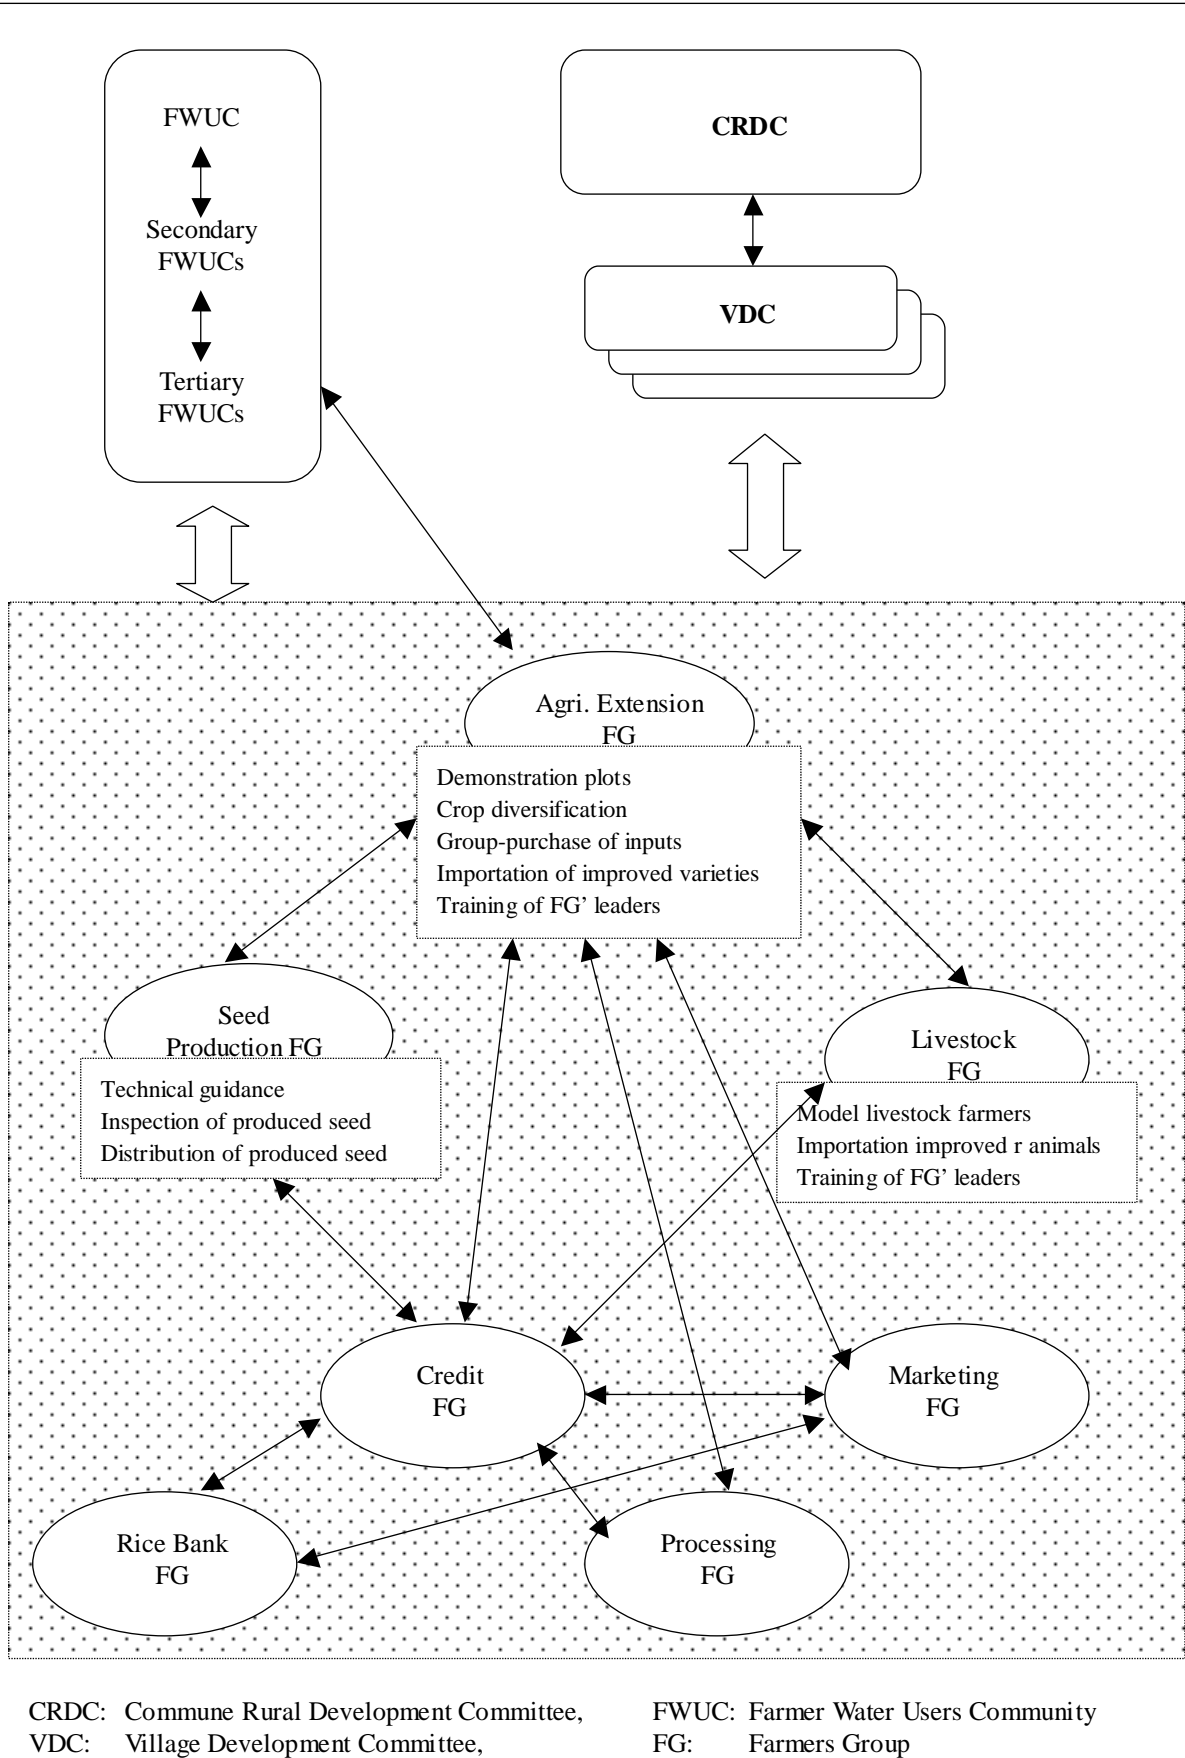 FWUC
Secondary
FWUCs
Tertiary
FWUCs
CRDC
VDC
Agri. Extension
FG
Demonstration plots
Crop diversification
Group-purchase of inputs
Importation of improved varieties
Training of FG’ leaders
Seed
Production FG
Technical guidance
Inspection of produced seed
Distribution of produced seed
Livestock
FG
Model livestock farmers
Importation improved r animals
Training of FG’ leaders
Credit
FG
Marketing
FG
Rice Bank
FG
Processing
FG
CRDC: Commune Rural Development Committee, FWUC: Farmer Water Users Community
VDC: Village Development Committee, FG: Farmers Group